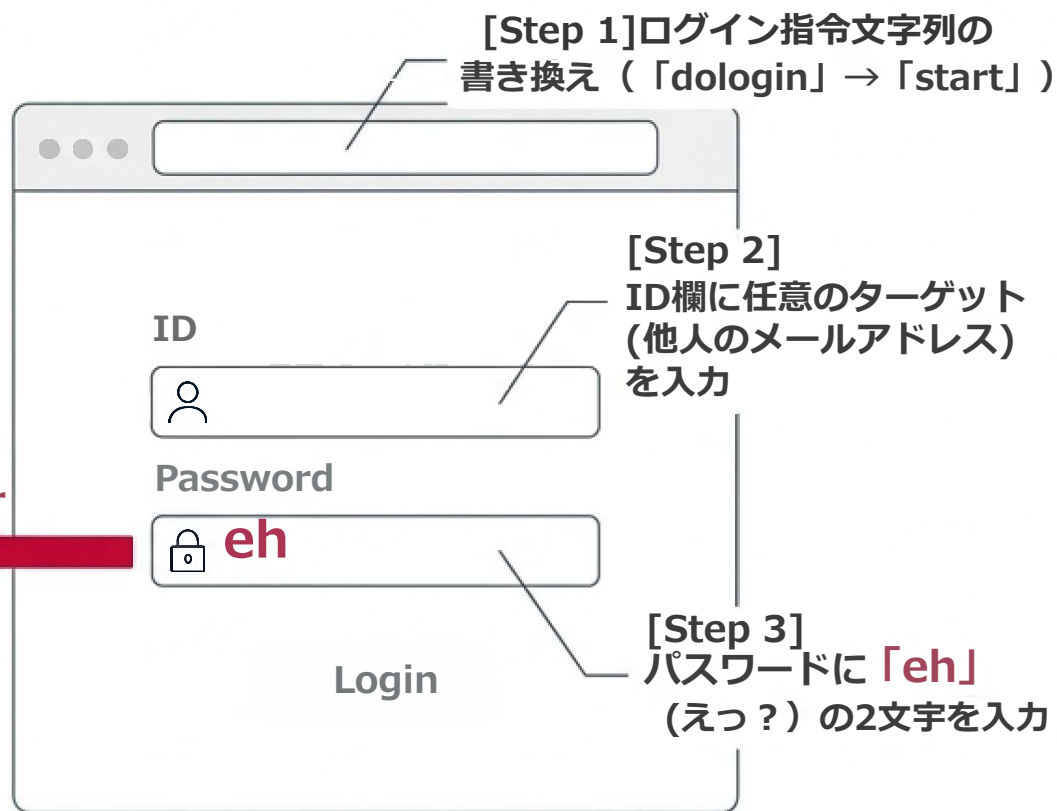 [Step 1]ログイン指令文字列の
書き換え（「dologin」→「start」）
[Step 2]
ID欄に任意のターゲット
(他人のメールアドレス)
を入力
ID
Password
eh
[Step 3]
パスワードに「eh」
(えっ？）の2文字を入力
Login